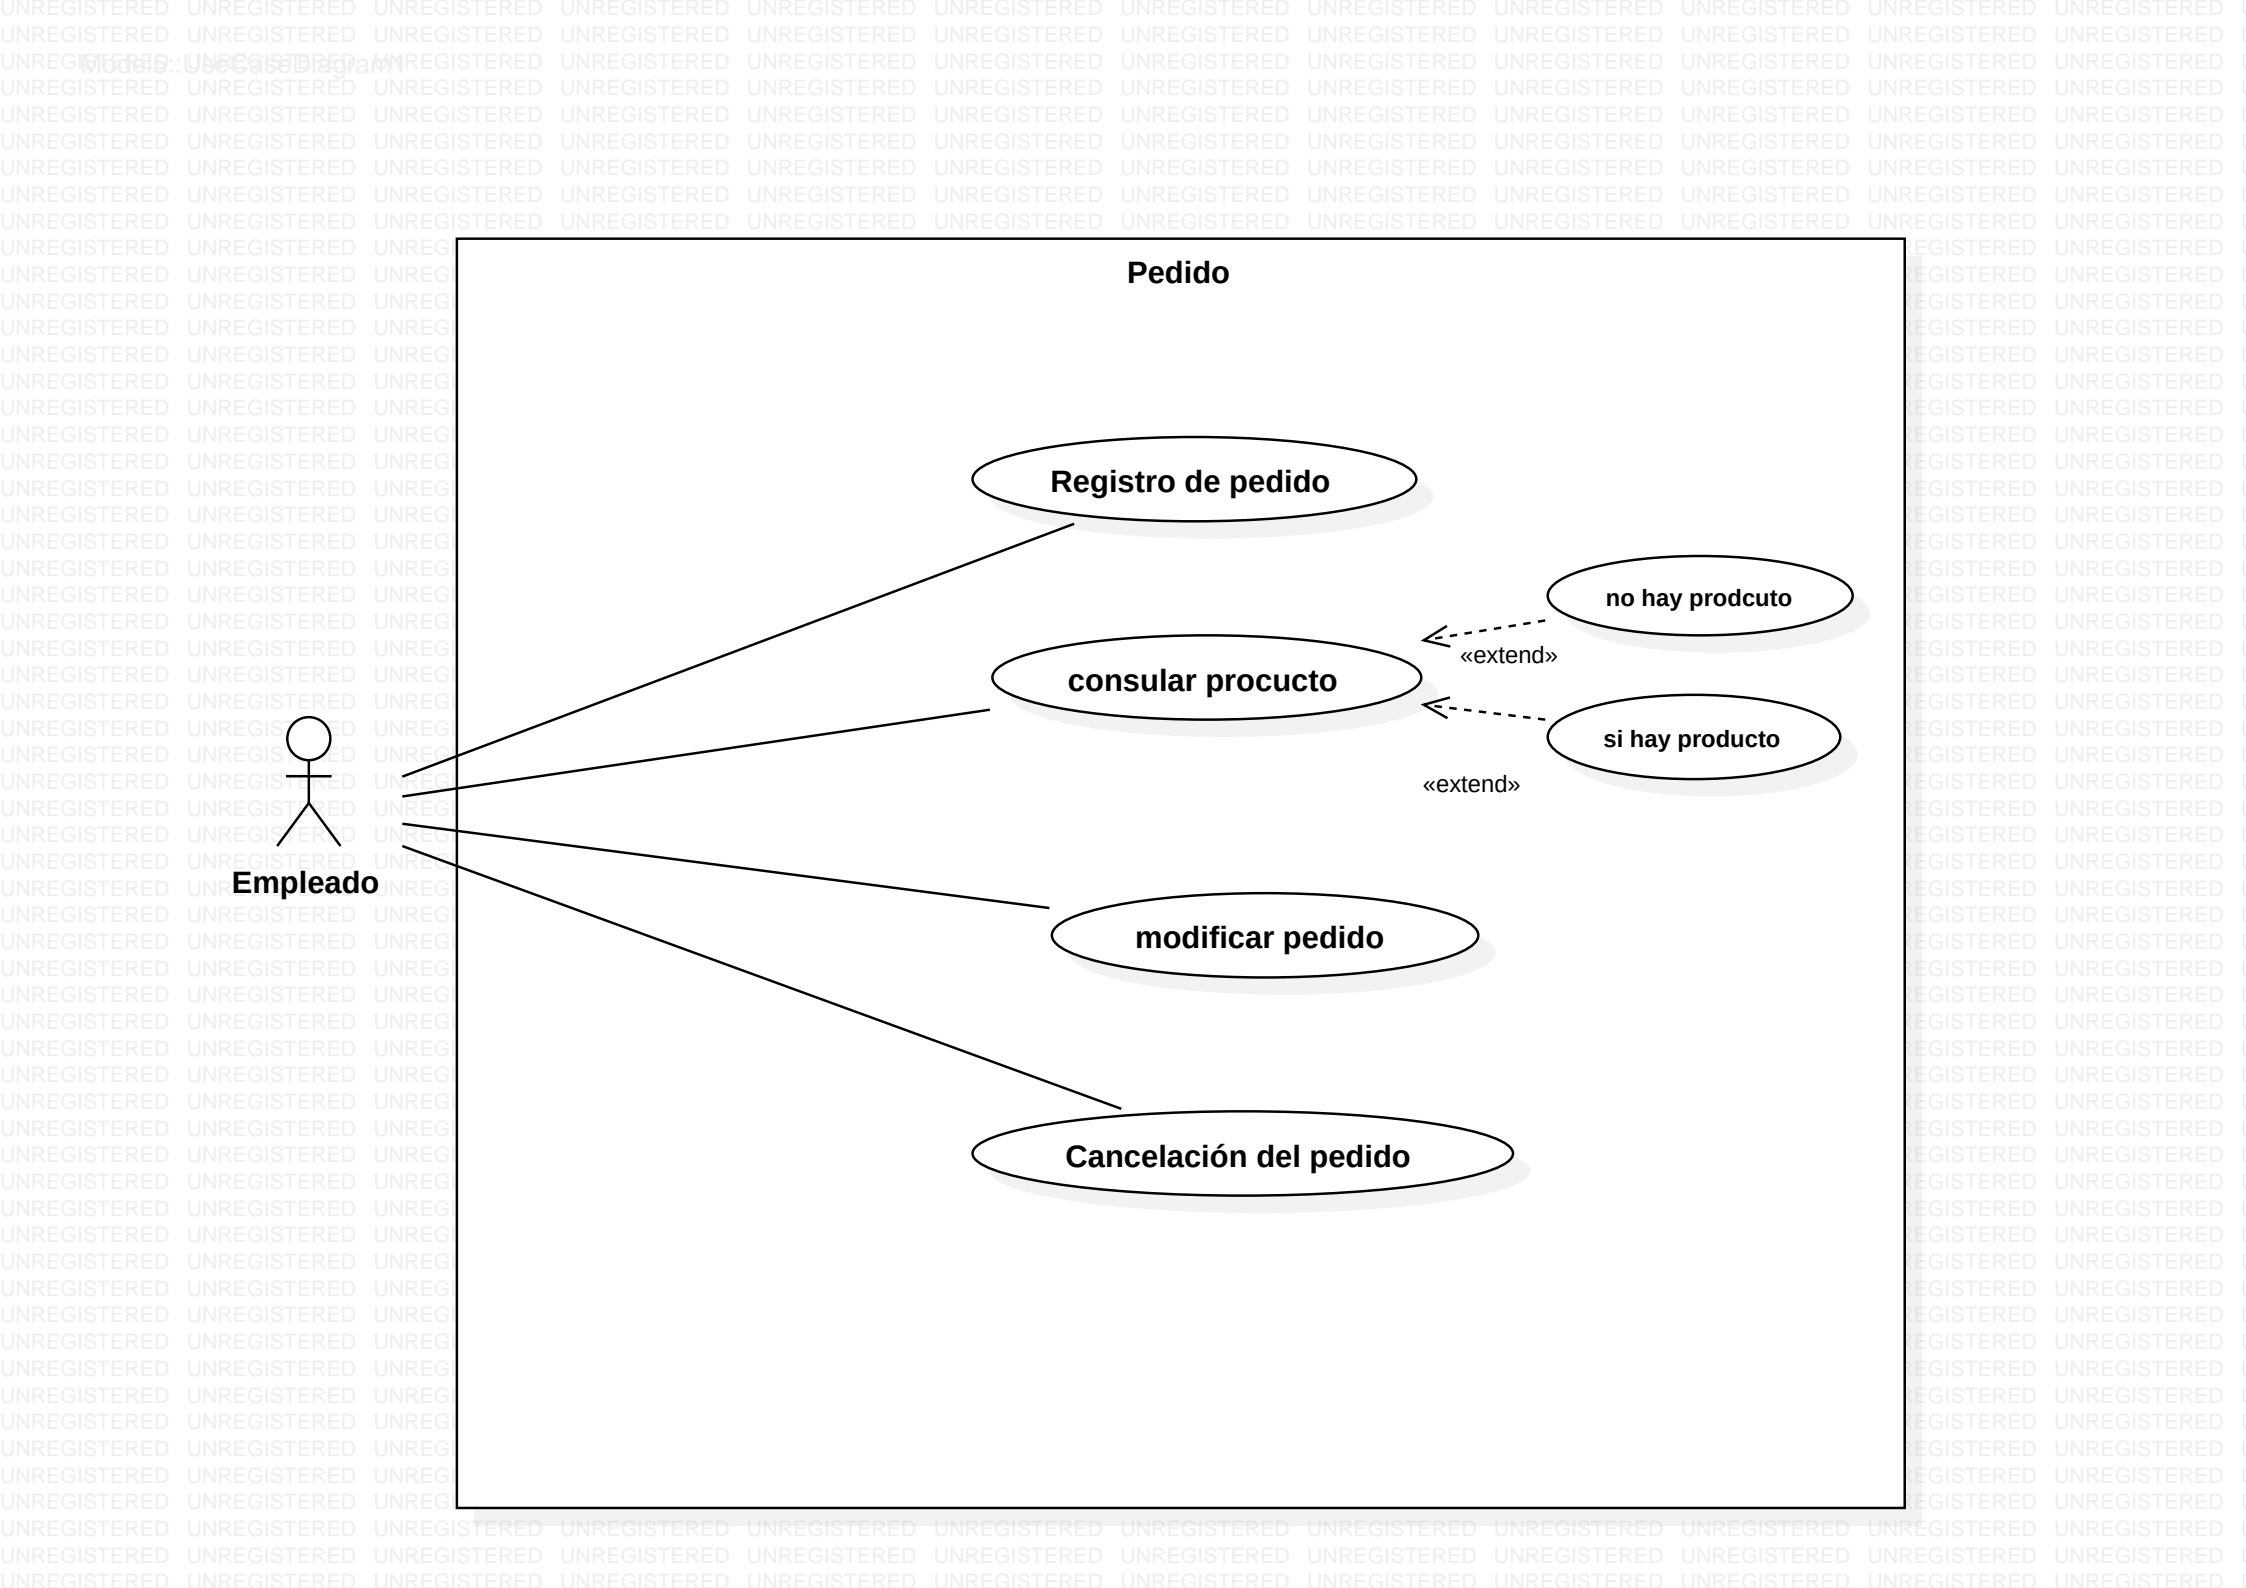 Models::UseCaseDiagram1
Pedido
Registro de pedido
no hay prodcuto
«extend»
consular procucto
si hay producto
«extend»
Empleado
modificar pedido
Cancelación del pedido
UNREGISTERED